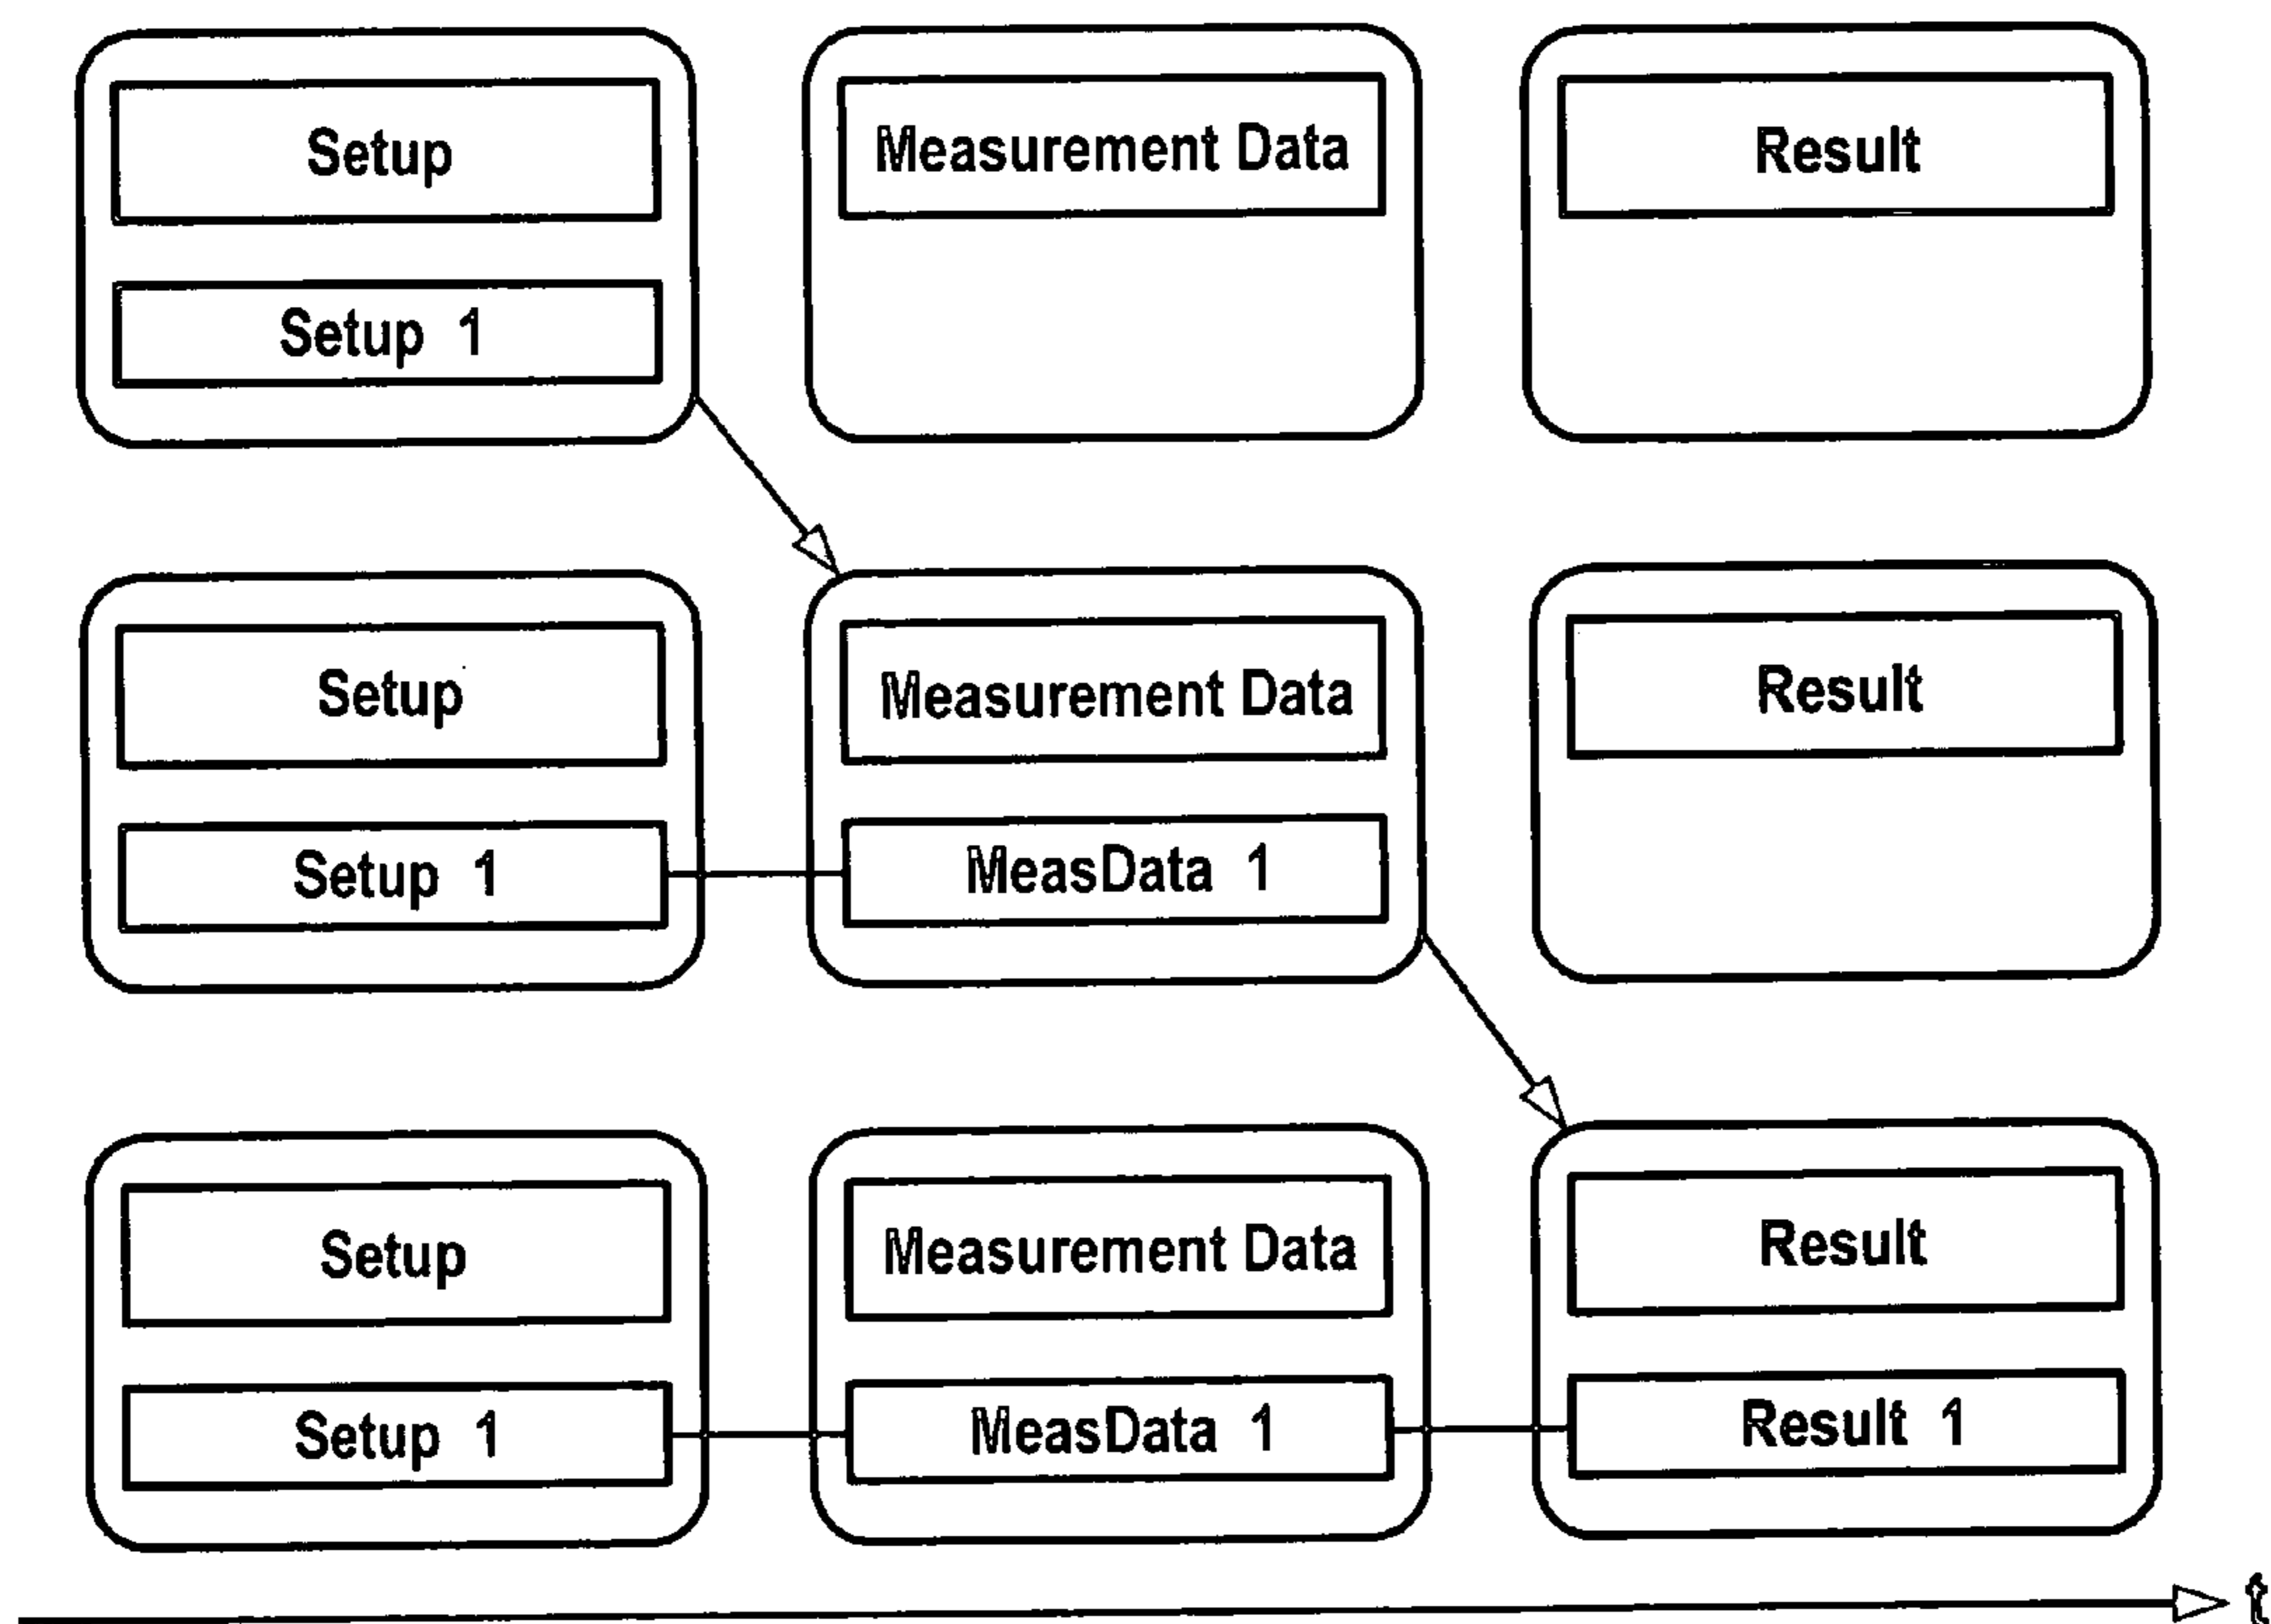 Setup
Measurement Data
Result
Setup 1
Setup
Measurement Data
Result
Setup 1
MeasData 1
Setup
Measurement Data
Result
Setup 1
MeasData 1
Result 1
t